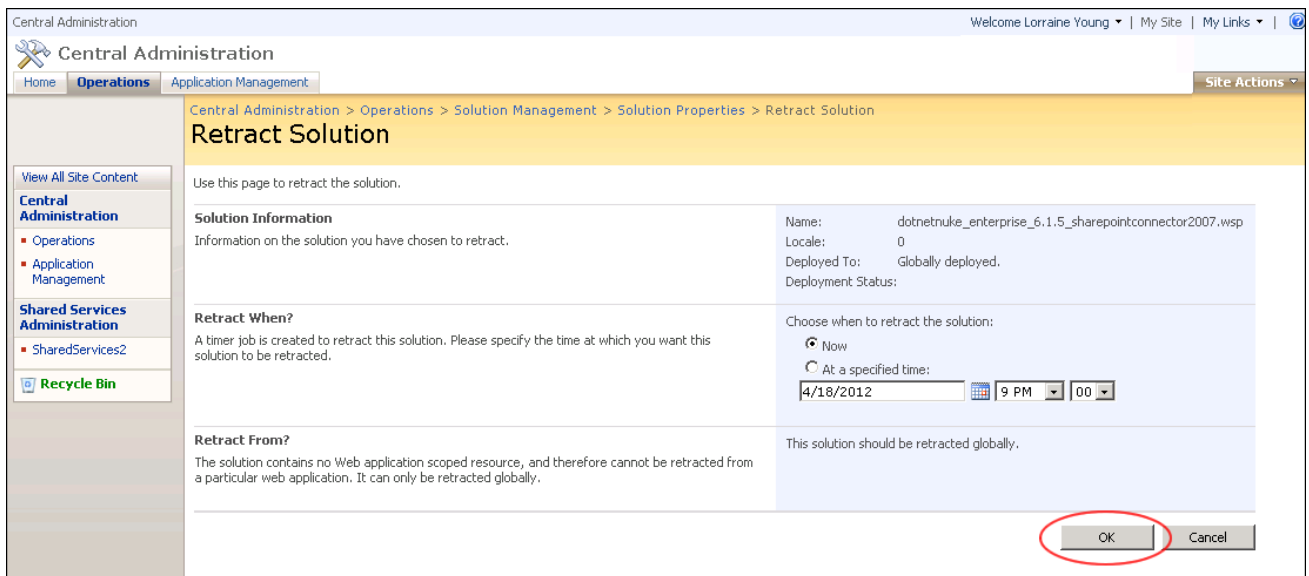 Central Administration
Welcome Lorraine Young | My Site | My Links |
Central Administration
Home Operations Application Management
Site Actions
Central Administration > Operations > Solution Management > Solution Properties > Retract Solution
Retract Solution
View All Site Content
Central
Administration
Operations
Application
Management
Shared Services
Administration
SharedServices2
Recycle Bin
Use this page to retract the solution.
Solution Information
Information on the solution you have chosen to retract.
Name: dotnetnuke_enterprise_6.1.5_sharepointconnector2007.wsp
Locale: 0
Deployed To: Globally deployed.
Deployment Status:
Retract When?
A timer job is created to retract this solution. Please specify the time at which you want this
solution to be retracted.
Choose when to retract the solution:
Now
At a specified time:
4/18/2012 9 PM 00
Retract From?
The solution contains no Web application scoped resource, and therefore cannot be retracted from
a particular web application. It can only be retracted globally.
This solution should be retracted globally.
OK Cancel